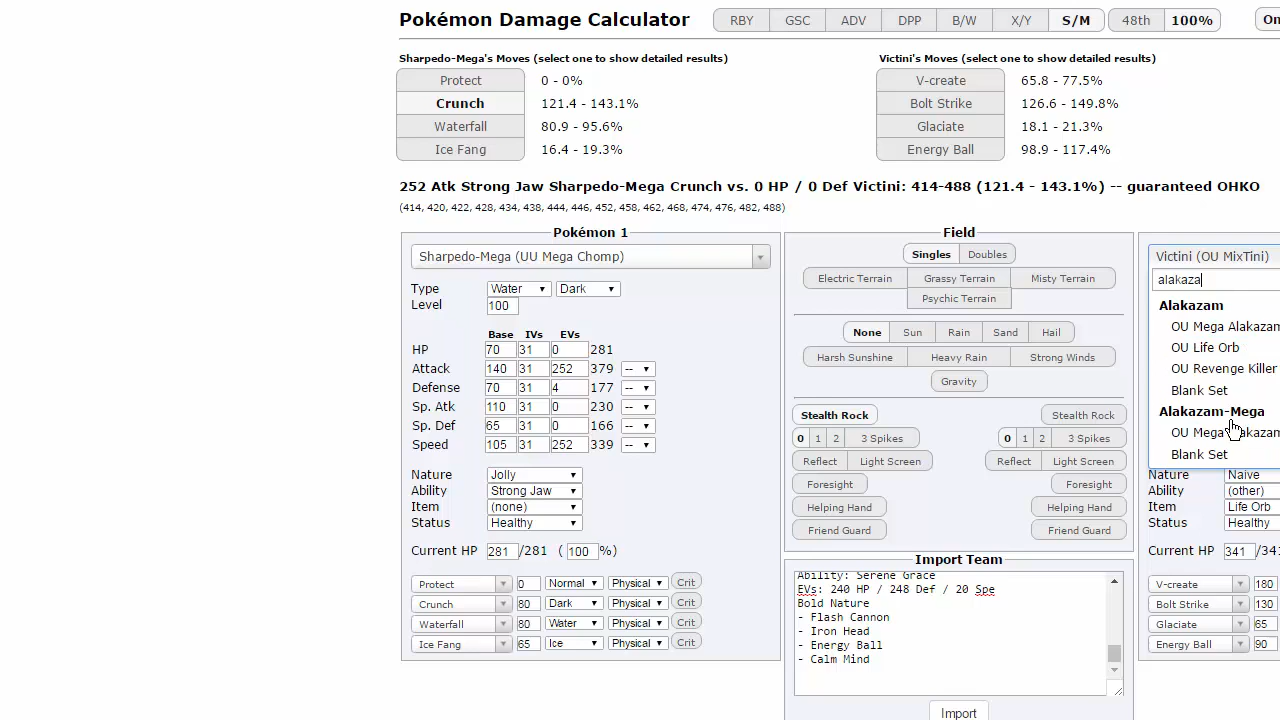 Pokémon Damage Calculator RBY GSC ADV DPP B/W X/Y S/M 48th 100% On
Sharpedo-Mega's Moves (select one to show detailed results)
Protect 0 - 0%
Crunch 121.4 - 143.1%
Waterfall 80.9 - 95.6%
Ice Fang 16.4 - 19.3%
Victini's Moves (select one to show detailed results)
V-create 65.8 - 77.5%
Bolt Strike 126.6 - 149.8%
Glaciate 18.1 - 21.3%
Energy Ball 98.9 - 117.4%
252 Atk Strong Jaw Sharpedo-Mega Crunch vs. 0 HP / 0 Def Victini: 414-488 (121.4 - 143.1%) -- guaranteed OHKO
(414, 420, 422, 428, 434, 438, 444, 446, 452, 458, 462, 468, 474, 476, 482, 488)
Pokémon 1
Sharpedo-Mega (UU Mega Chomp)
Type Water Dark
Level 100
Base IVs EVs
HP 70 31 0 281
Attack 140 31 252 379 --
Defense 70 31 4 177 --
Sp. Atk 110 31 0 230 --
Sp. Def 65 31 0 166 --
Speed 105 31 252 339 --
Nature Jolly
Ability Strong Jaw
Item (none)
Status Healthy
Current HP 281 /281 ( 100 %)
Protect 0 Normal Physical Crit
Crunch 80 Dark Physical Crit
Waterfall 80 Water Physical Crit
Ice Fang 65 Ice Physical Crit
Field
Singles Doubles
Electric Terrain Grassy Terrain Misty Terrain
Psychic Terrain
None Sun Rain Sand Hail
Harsh Sunshine Heavy Rain Strong Winds
Gravity
Stealth Rock Stealth Rock
0 1 2 3 Spikes 0 1 2 3 Spikes
Reflect Light Screen Reflect Light Screen
Foresight Foresight
Helping Hand Helping Hand
Friend Guard Friend Guard
Import Team
Ability: Serene Grace
EVs: 240 HP / 248 Def / 20 Spe
Bold Nature
- Flash Cannon
- Iron Head
- Energy Ball
- Calm Mind
Import
Victini (OU MixTini)
alakaza
Alakazam
OU Mega Alakazam
OU Life Orb
OU Revenge Killer
Blank Set
Alakazam-Mega
OU Mega Alakazam
Blank Set
Nature Naive
Ability (other)
Item Life Orb
Status Healthy
Current HP 341 /341
V-create 180
Bolt Strike 130
Glaciate 65
Energy Ball 90